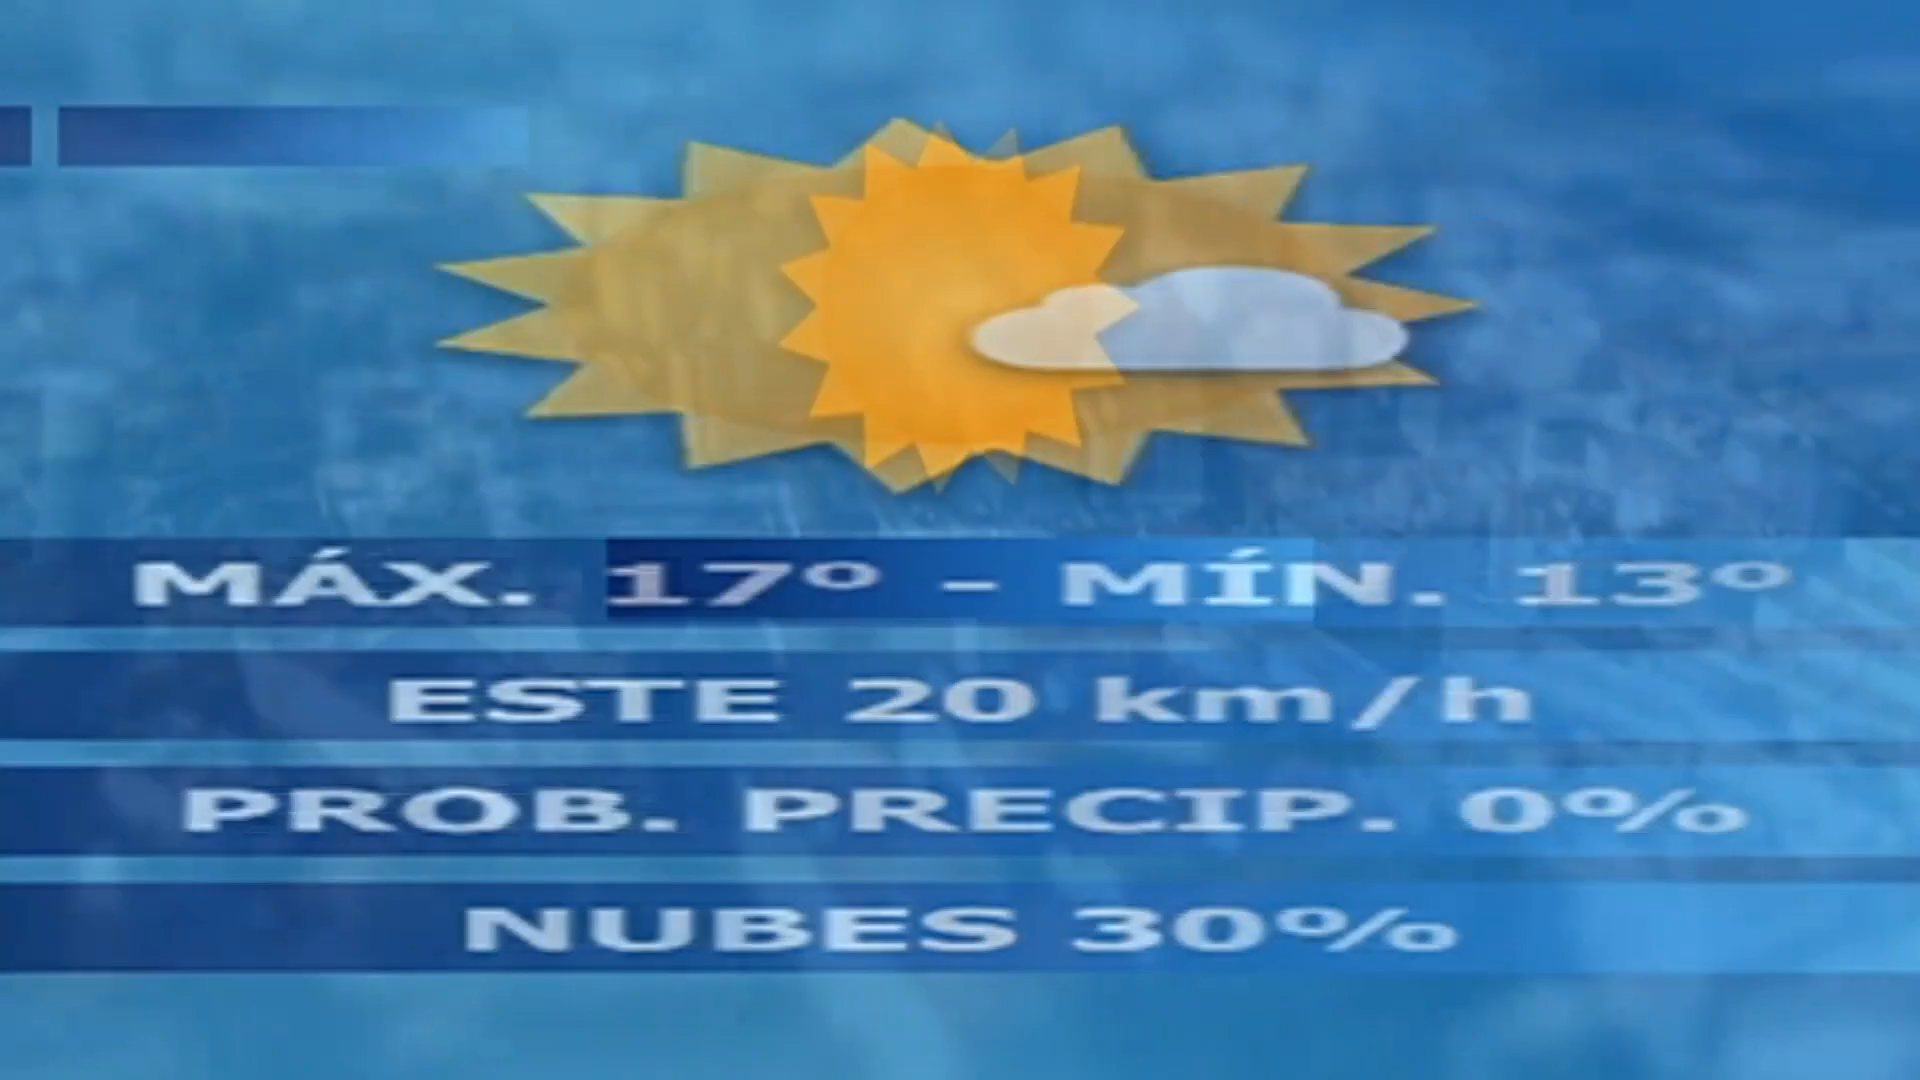 MÁX. 17º - MÍN. 13º
ESTE 20 km/h
PROB. PRECIP. 0%
NUBES 30%